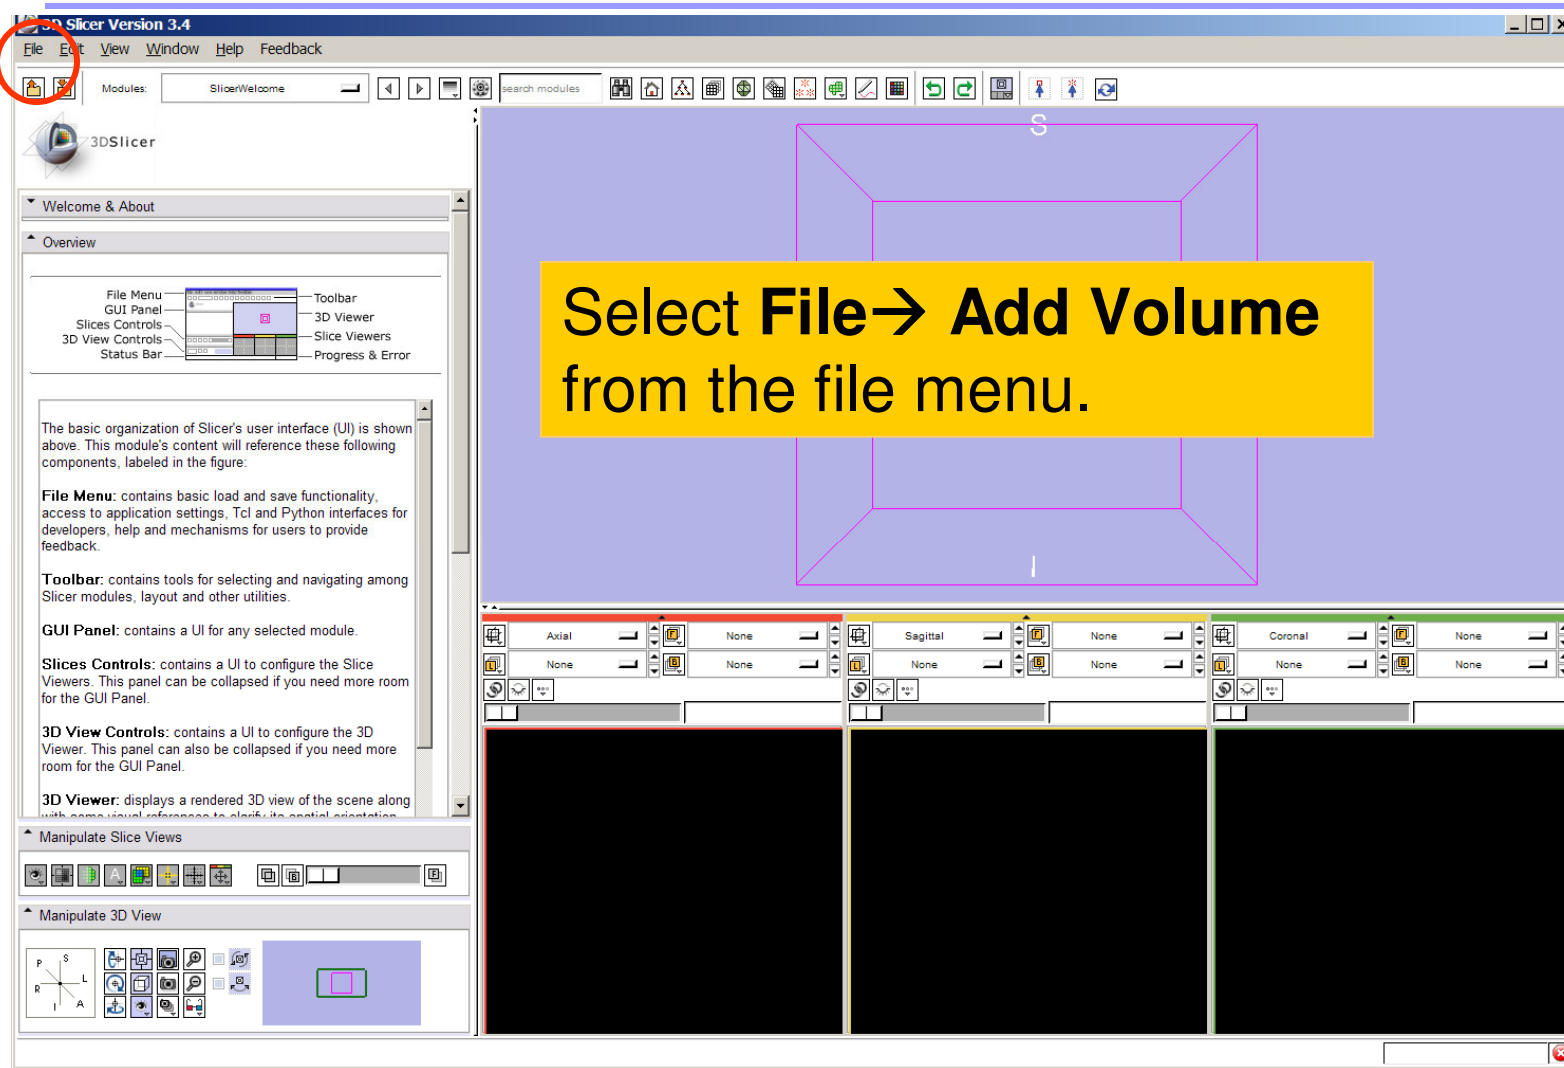 3D Slicer Version 3.4
File Edit View Window Help Feedback
Modules: SlicerWelcome search modules
3DSlicer
Welcome & About
Overview
File Menu
GUI Panel
Slices Controls
3D View Controls
Status Bar
Toolbar
3D Viewer
Slice Viewers
Progress & Error
The basic organization of Slicer's user interface (UI) is shown
above. This module's content will reference these following
components, labeled in the figure:
File Menu: contains basic load and save functionality,
access to application settings, Tcl and Python interfaces for
developers, help and mechanisms for users to provide
feedback.
Toolbar: contains tools for selecting and navigating among
Slicer modules, layout and other utilities.
GUI Panel: contains a UI for any selected module.
Slices Controls: contains a UI to configure the Slice
Viewers. This panel can be collapsed if you need more room
for the GUI Panel.
3D View Controls: contains a UI to configure the 3D
Viewer. This panel can also be collapsed if you need more
room for the GUI Panel.
3D Viewer: displays a rendered 3D view of the scene along
with some visual references to clarify its spatial orientation
Manipulate Slice Views
A B F
Manipulate 3D View
P S
L
R
I A
S
Select File→ Add Volume
from the file menu.
I
Axial F None
L None B None
Sagittal F None
L None B None
Coronal F None
L None B None